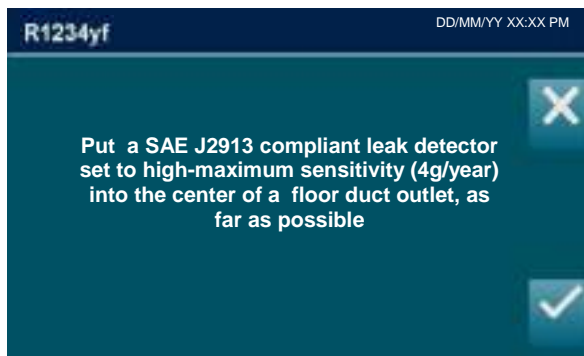 R1234yf
DD/MM/YY XX:XX PM
Put a SAE J2913 compliant leak detector
set to high-maximum sensitivity (4g/year)
into the center of a floor duct outlet, as
far as possible